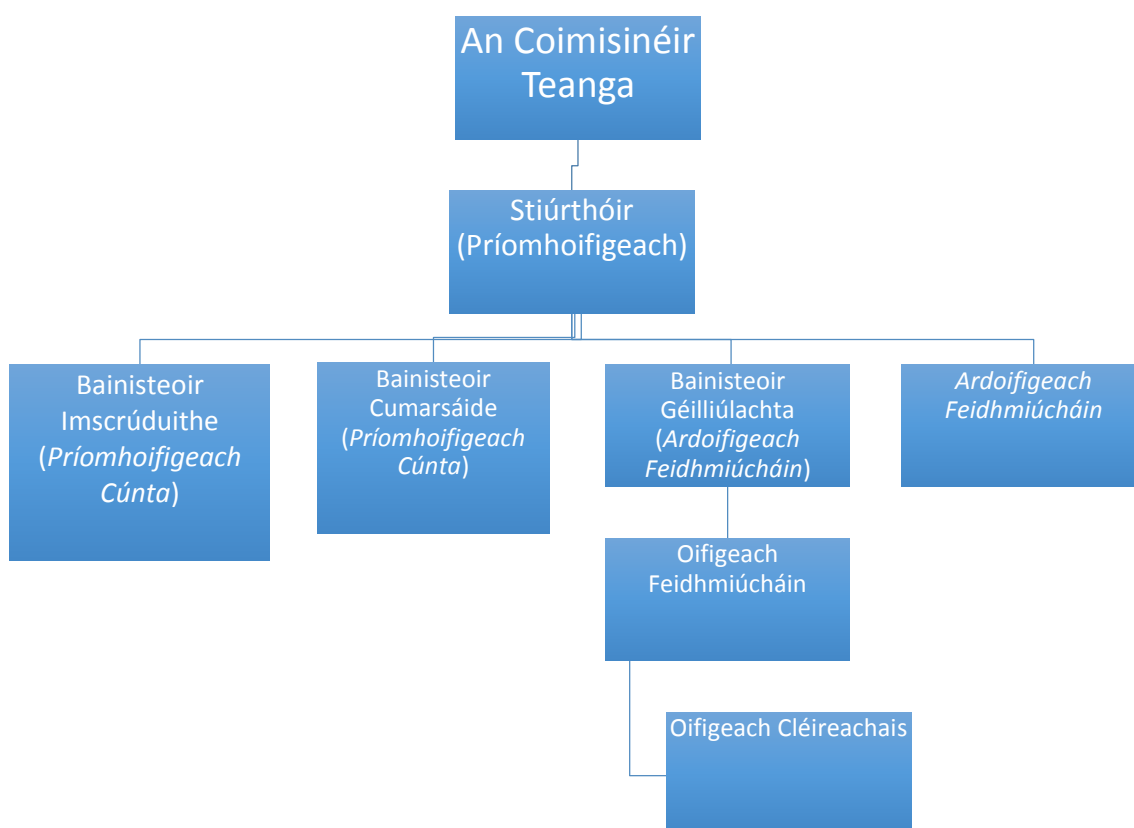 An Coimisinéir
Teanga
Stiúrthóir
(Príomhoifigeach)
Bainisteoir
Imscrúduithe
(Príomhoifigeach
Cúnta)
Bainisteoir
Cumarsáide
(Príomhoifigeach
Cúnta)
Bainisteoir
Géilliúlachta
(Ardoifigeach
Feidhmiúcháin)
Ardoifigeach
Feidhmiúcháin
Oifigeach
Feidhmiúcháin
Oifigeach Cléireachais